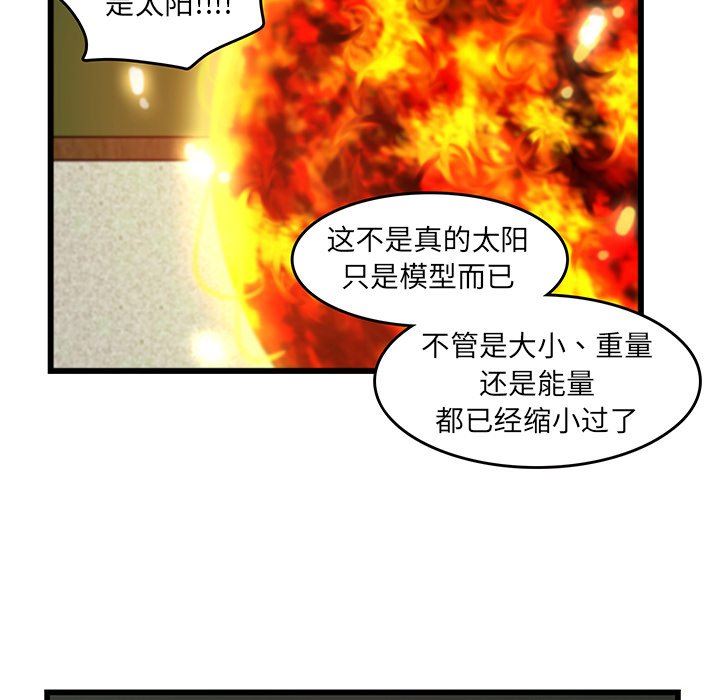 是太阳!!!!
这不是真的太阳
只是模型而已
不管是大小、重量
还是能量
都已经缩小过了